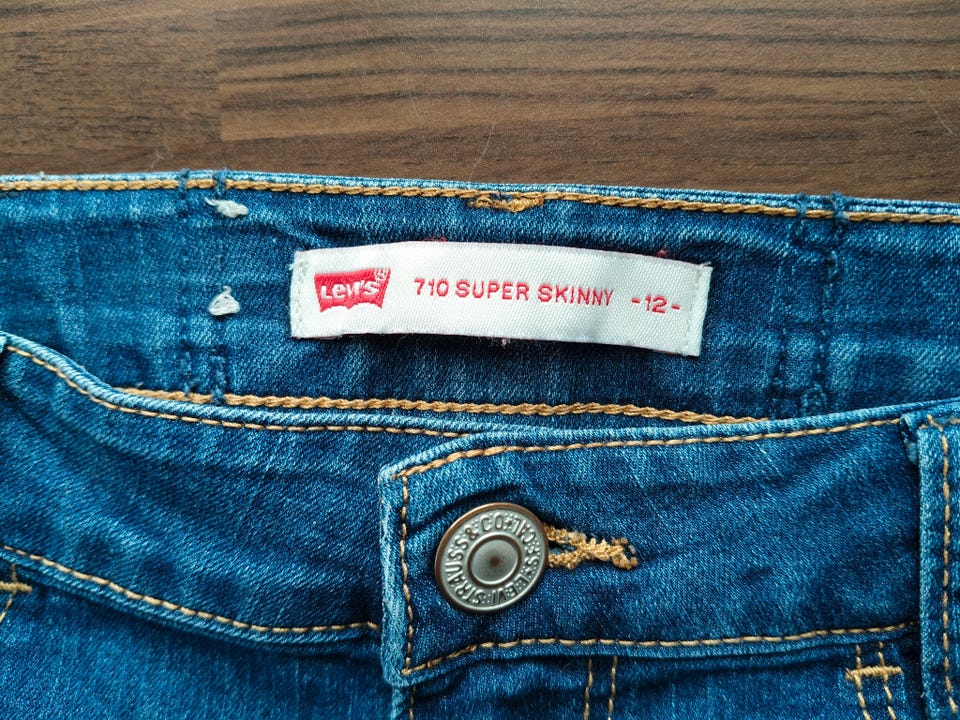 Levi's® 710 SUPER SKINNY -12-
LEVI STRAUSS & CO.